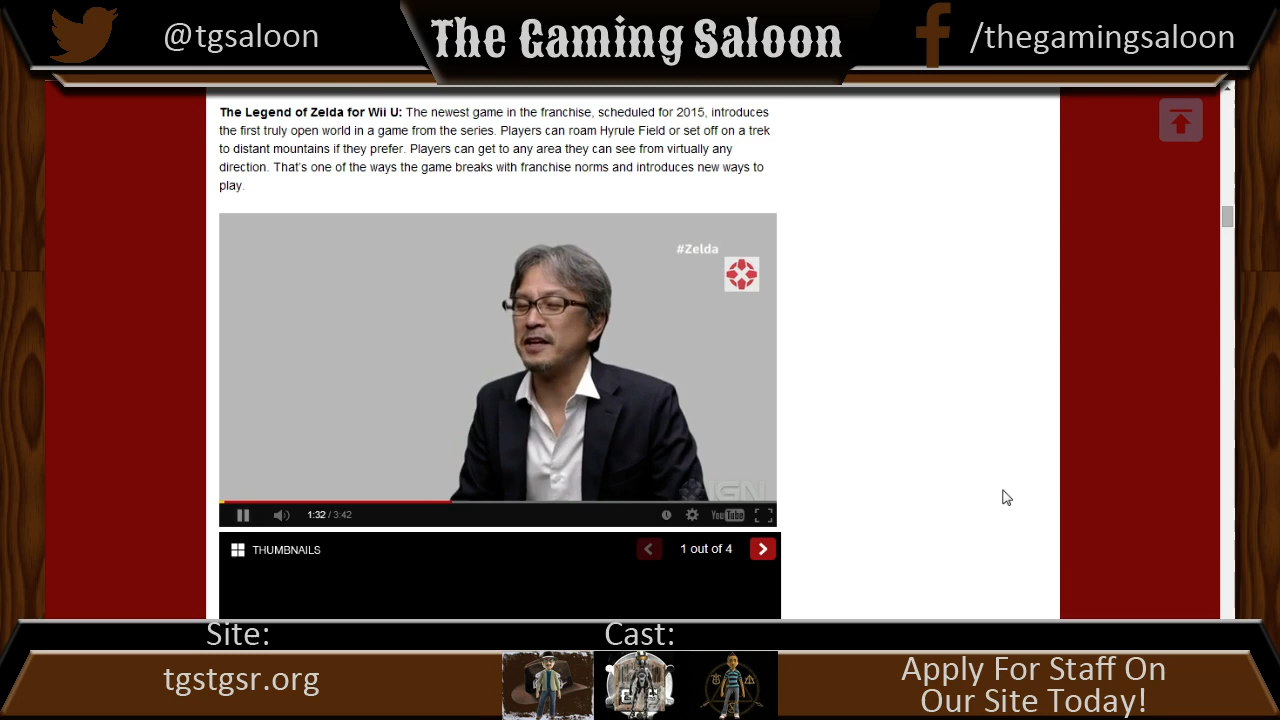 @tgsaloon
The Gaming Saloon
/thegamingsaloon
The Legend of Zelda for Wii U: The newest game in the franchise, scheduled for 2015, introduces
the first truly open world in a game from the series. Players can roam Hyrule Field or set off on a trek
to distant mountains if they prefer. Players can get to any area they can see from virtually any
direction. That's one of the ways the game breaks with franchise norms and introduces new ways to
play.
#Zelda
IGN
1:32 / 3:42
YouTube
THUMBNAILS
1 out of 4
Site:
Cast:
tgstgsr.org
Apply For Staff On
Our Site Today!